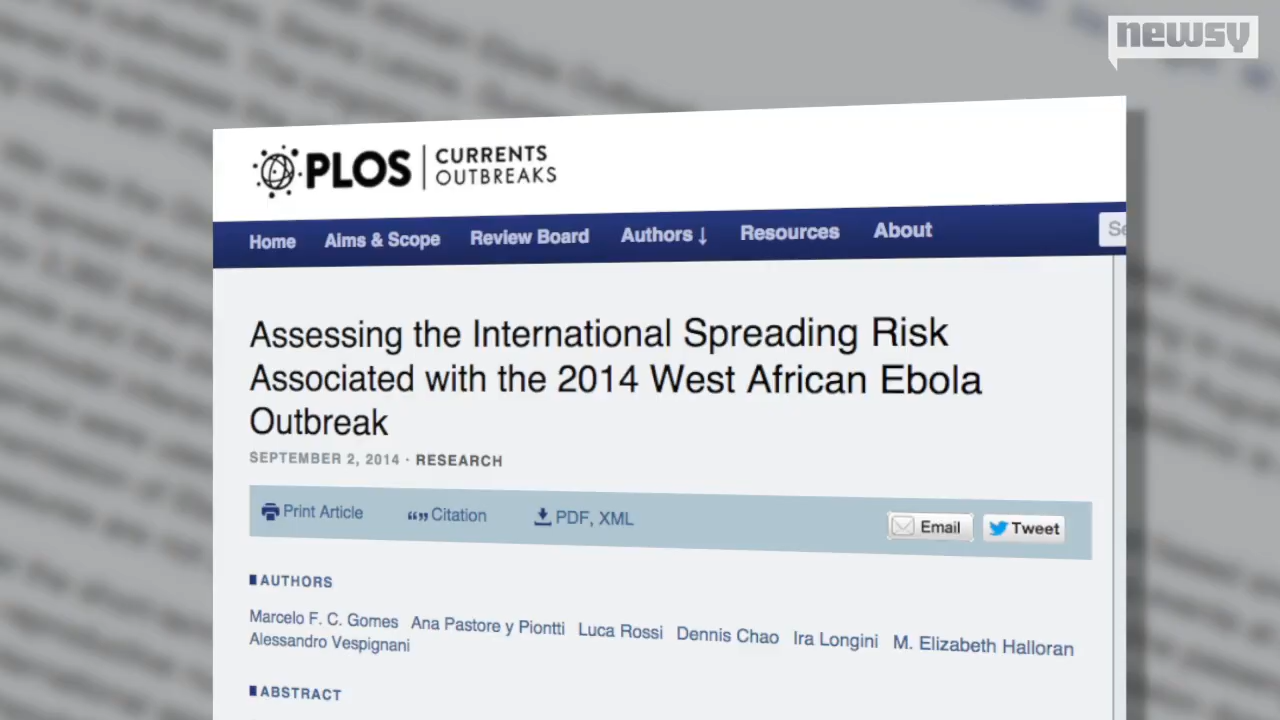 newsy
PLOS CURRENTS
OUTBREAKS
Home Aims & Scope Review Board Authors ↓ Resources About Se
Assessing the International Spreading Risk
Associated with the 2014 West African Ebola
Outbreak
SEPTEMBER 2, 2014 · RESEARCH
Print Article Citation PDF, XML Email Tweet
AUTHORS
Marcelo F. C. Gomes Ana Pastore y Piontti Luca Rossi Dennis Chao Ira Longini M. Elizabeth Halloran
Alessandro Vespignani
ABSTRACT